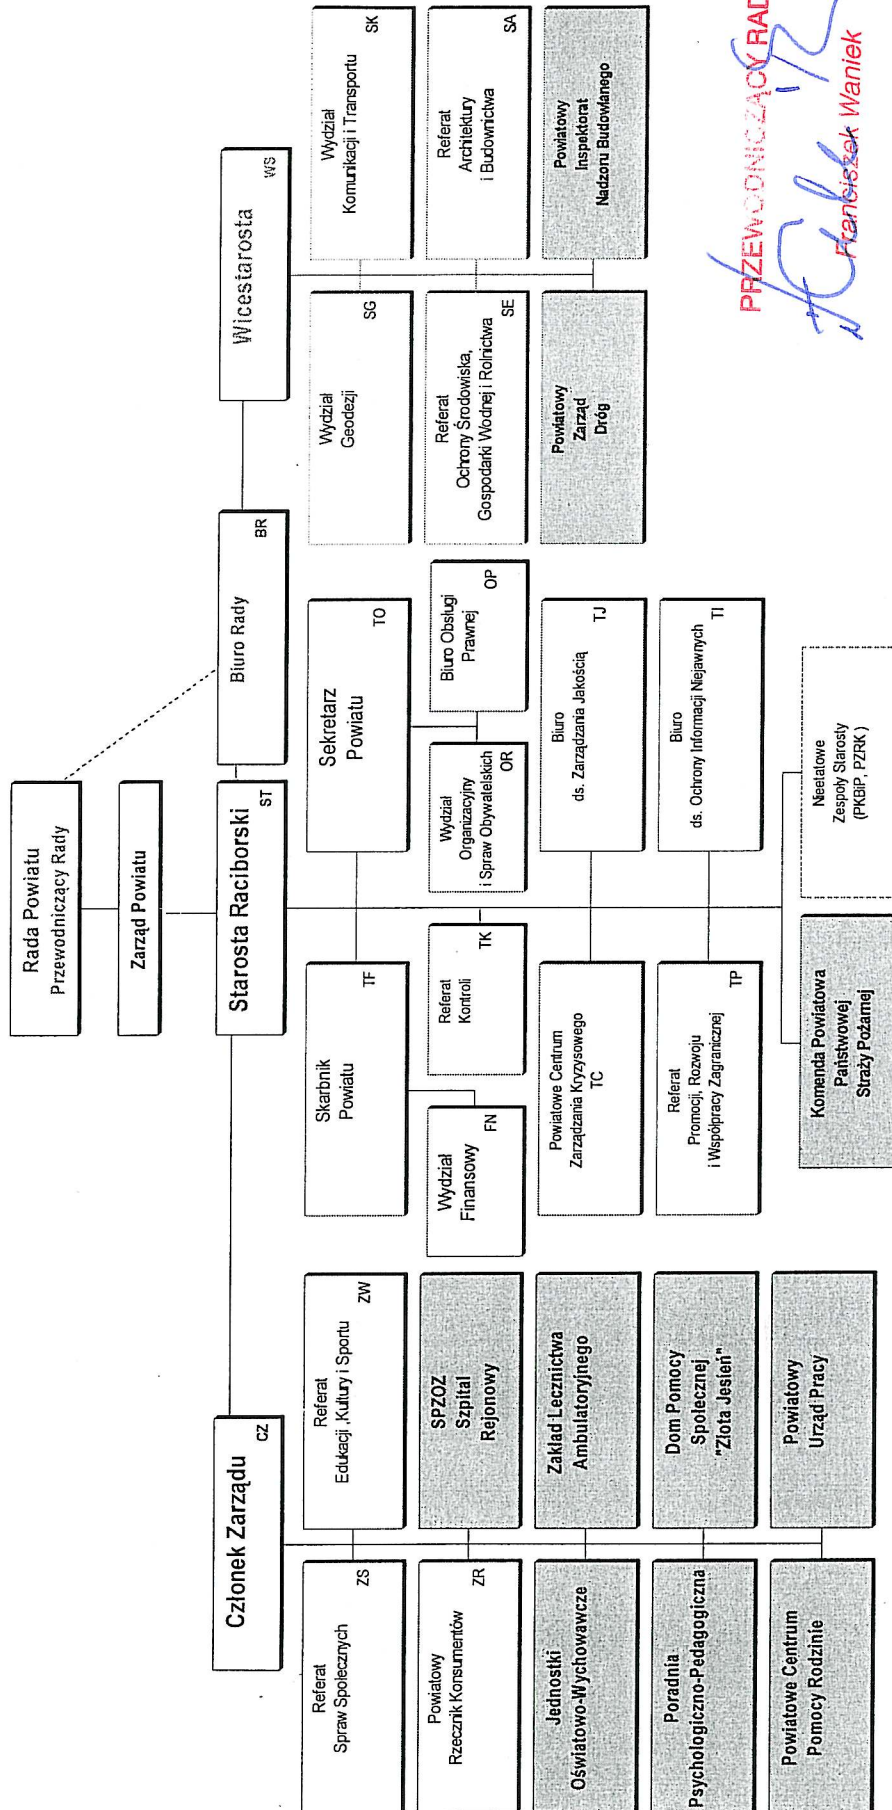 Rada Powiatu
Przewodniczący Rady
Zarząd Powiatu
Starosta Raciborski
ST
Biuro Rady
BR
Członek Zarządu
CZ
Wicestarosta
WS
Referat
Spraw Społecznych
ZS
Referat
Edukacji ,Kultury i Sportu
ZW
Powiatowy
Rzecznik Konsumentów
ZR
SPZOZ
Szpital
Rejonowy
Jednostki
Oświatowo-Wychowawcze
Zakład Lecznictwa
Ambulatoryjnego
Poradnia
Psychologiczno-Pedagogiczna
Dom Pomocy
Społecznej
"Złota Jesień"
Powiatowe Centrum
Pomocy Rodzinie
Powiatowy
Urząd Pracy
Skarbnik
Powiatu
TF
Sekretarz
Powiatu
TO
Wydział
Finansowy
FN
Referat
Kontroli
TK
Wydział
Organizacyjny
i Spraw Obywatelskich
OR
Biuro Obsługi
Prawnej
OP
Powiatowe Centrum
Zarządzania Kryzysowego
TC
Biuro
ds. Zarządzania Jakością
TJ
Referat
Promocji, Rozwoju
i Współpracy Zagranicznej
TP
Biuro
ds. Ochrony Informacji Niejawnych
TI
Komenda Powiatowa
Państwowej
Straży Pożarnej
Nieetatowe
Zespoły Starosty
(PKBiP, PZRK )
Wydział
Geodezji
SG
Wydział
Komunikacji i Transportu
SK
Referat
Ochrony Środowiska,
Gospodarki Wodnej i Rolnictwa
SE
Referat
Architektury
i Budownictwa
SA
Powiatowy
Zarząd
Dróg
Powiatowy
Inspektorat
Nadzoru Budowlanego
PRZEWODNICZĄCY RAD
Franciszek Waniek